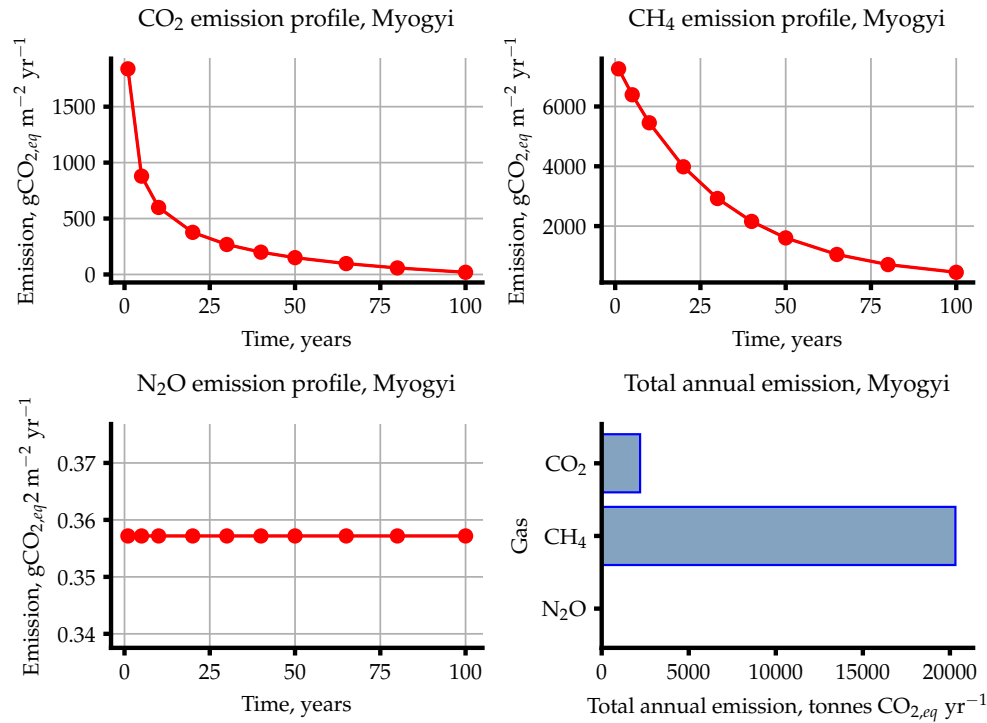 CO₂ emission profile, Myogyi
Emission, gCO₂,eq m⁻² yr⁻¹
1500
1000
500
0
0 25 50 75 100
Time, years
CH₄ emission profile, Myogyi
Emission, gCO₂,eq m⁻² yr⁻¹
6000
4000
2000
0 25 50 75 100
Time, years
N₂O emission profile, Myogyi
Emission, gCO₂,eq2 m⁻² yr⁻¹
0.37
0.36
0.35
0.34
0 25 50 75 100
Time, years
Total annual emission, Myogyi
Gas
CO₂
CH₄
N₂O
0 5000 10000 15000 20000
Total annual emission, tonnes CO₂,eq yr⁻¹